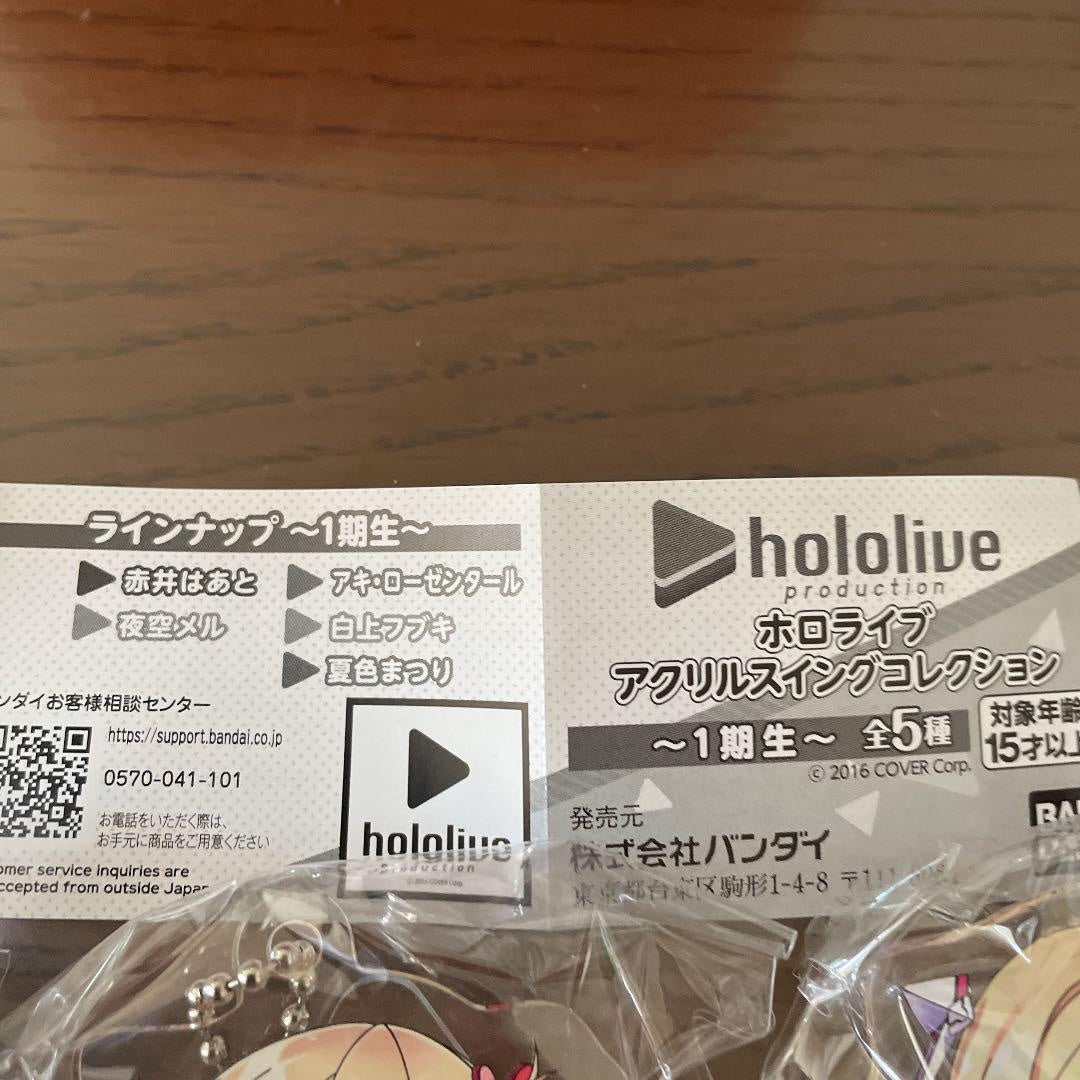 ラインナップ ～1期生～
赤井はあと アキ・ローゼンタール
夜空メル 白上フブキ
夏色まつり
ンダイお客様相談センター
https://support.bandai.co.jp
0570-041-101
お電話をいただく際は、
お手元に商品をご用意ください
omer service inquiries are
ccepted from outside Japan
hololive
production
©2016 COVER Corp.
hololive
production
ホロライブ
アクリルスイングコレクション
～1期生～ 全5種
対象年齢
15才以上
© 2016 COVER Corp.
発売元
株式会社バンダイ
東京都台東区駒形1-4-8